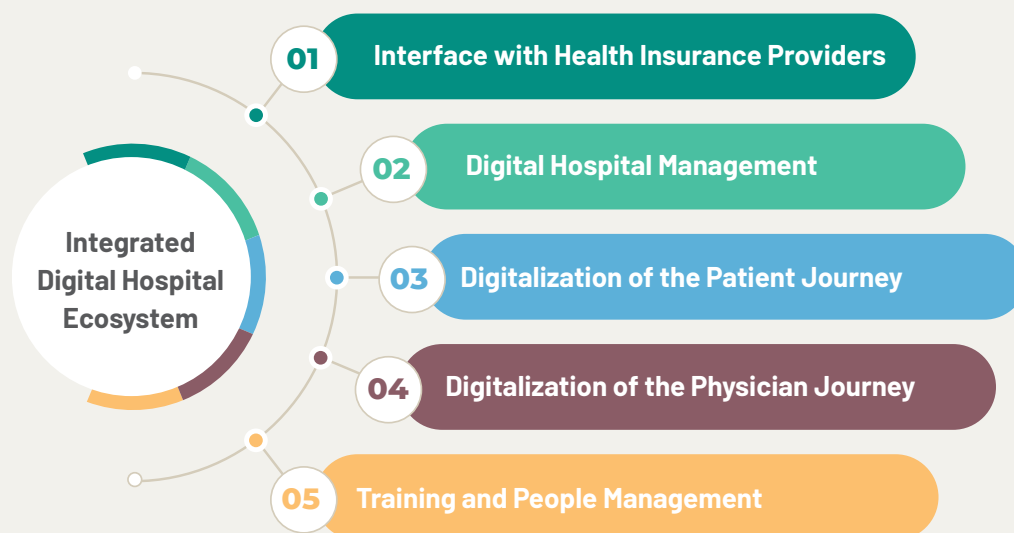 01 Interface with Health Insurance Providers
02 Digital Hospital Management
Integrated
Digital Hospital
Ecosystem
03 Digitalization of the Patient Journey
04 Digitalization of the Physician Journey
05 Training and People Management